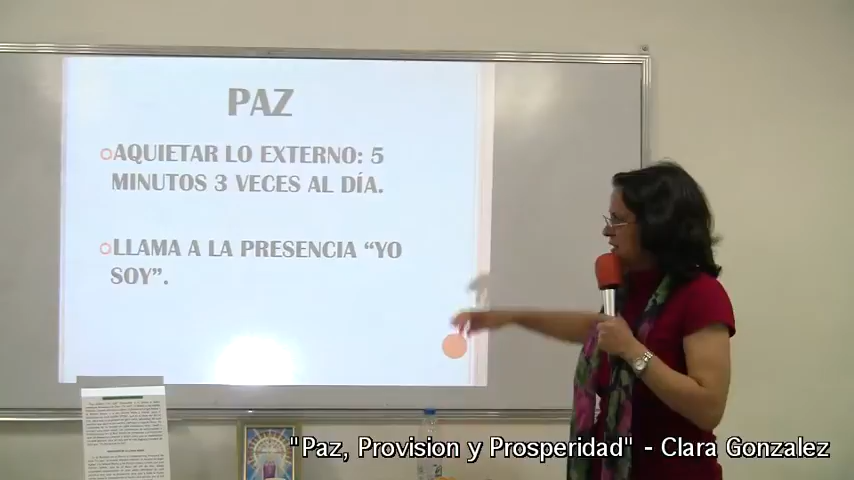 PAZ
AQUIETAR LO EXTERNO: 5
MINUTOS 3 VECES AL DÍA.
LLAMA A LA PRESENCIA “YO
SOY”.
"Paz, Provision y Prosperidad" - Clara Gonzalez